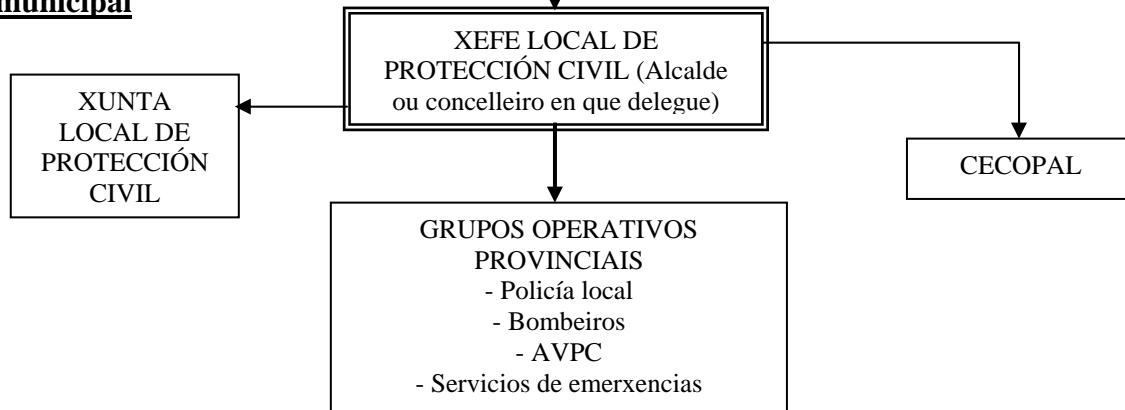 municipal
XEFE LOCAL DE
PROTECCIÓN CIVIL (Alcalde
ou concelleiro en que delegue)
XUNTA
LOCAL DE
PROTECCIÓN
CIVIL
CECOPAL
GRUPOS OPERATIVOS
PROVINCIAIS
- Policía local
- Bombeiros
- AVPC
- Servicios de emerxencias